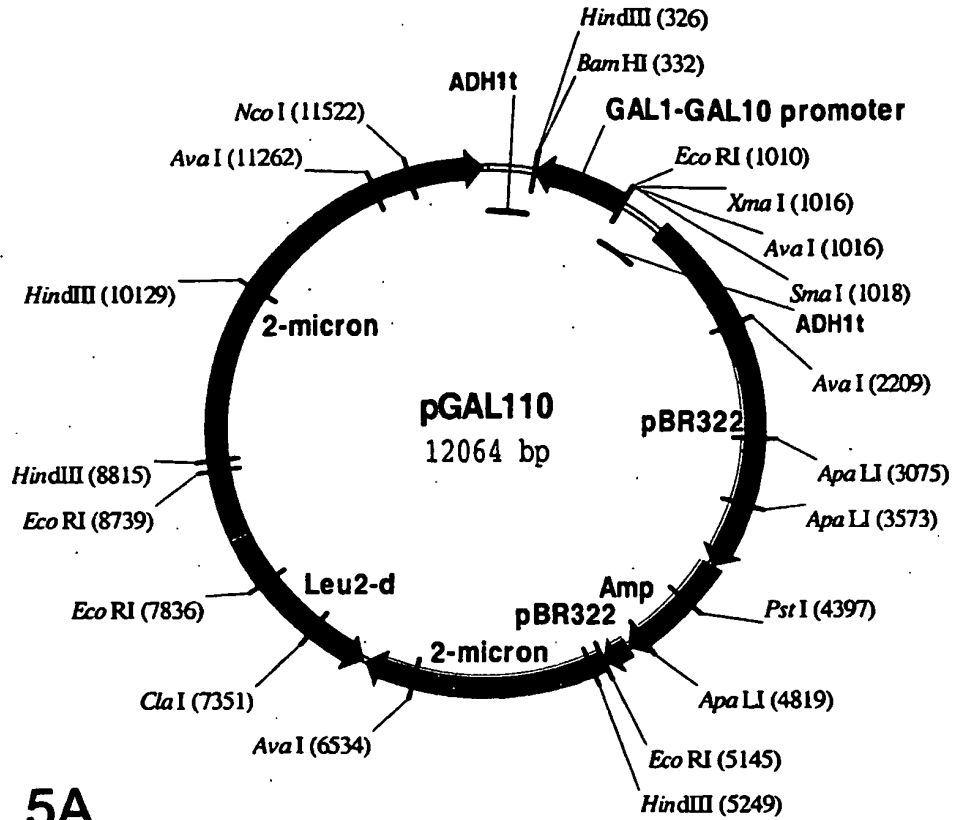 HindIII (326)
BamHI (332)
ADH1t
GAL1-GAL10 promoter
NcoI (11522)
EcoRI (1010)
AvaI (11262)
XmaI (1016)
AvaI (1016)
SmaI (1018)
HindIII (10129)
ADH1t
2-micron
AvaI (2209)
pGAL110
pBR322
12064 bp
HindIII (8815)
ApaLI (3075)
EcoRI (8739)
ApaLI (3573)
Leu2-d
Amp
EcoRI (7836)
PstI (4397)
pBR322
2-micron
ClaI (7351)
ApaLI (4819)
AvaI (6534)
EcoRI (5145)
HindIII (5249)
5A